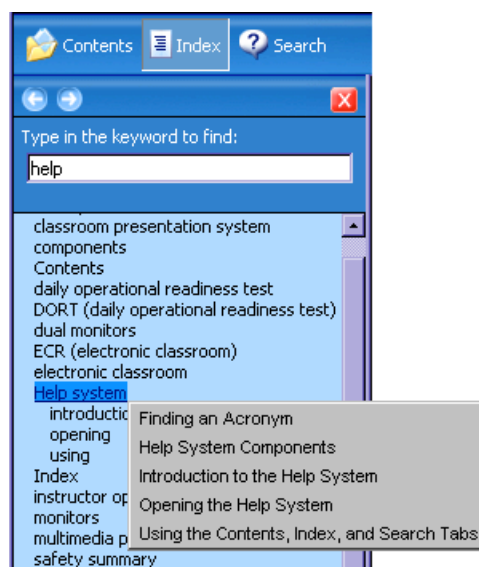 Contents Index Search
Type in the keyword to find:
help
classroom presentation system
components
Contents
daily operational readiness test
DORT (daily operational readiness test)
dual monitors
ECR (electronic classroom)
electronic classroom
Help system
opening
using
Index
instructor
monitors
multimedia
safety summary
Finding an Acronym
Help System Components
Introduction to the Help System
Opening the Help System
Using the Contents, Index, and Search Tabs